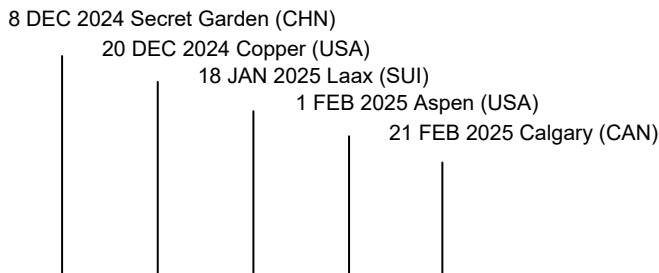 8 DEC 2024 Secret Garden (CHN)
20 DEC 2024 Copper (USA)
18 JAN 2025 Laax (SUI)
1 FEB 2025 Aspen (USA)
21 FEB 2025 Calgary (CAN)